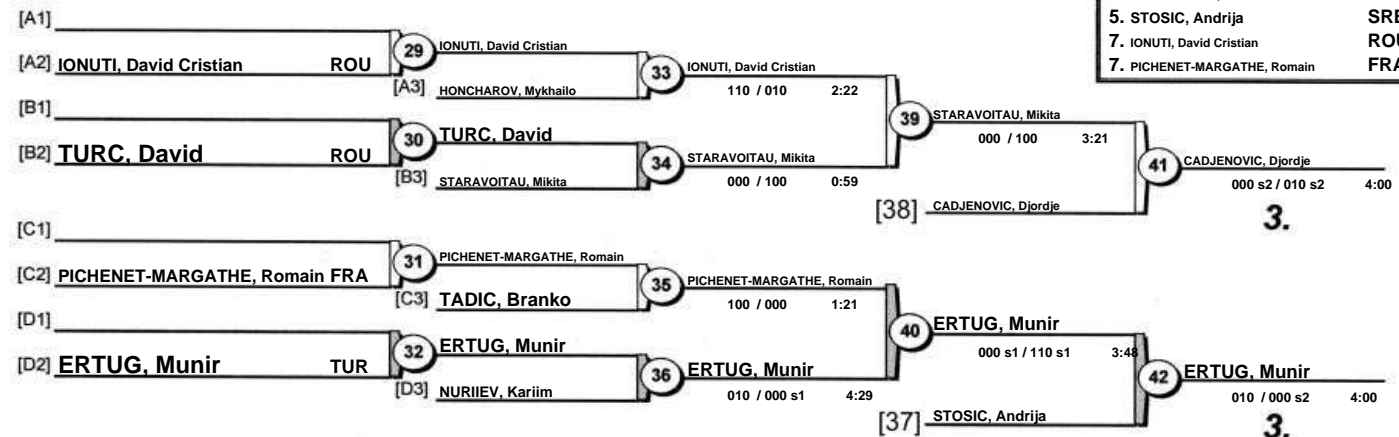 5. STOSIC, Andrija
7. IONUTI, David Cristian ROU
7. PICHENET-MARGATHE, Romain
[A1]
[A2] IONUTI, David Cristian ROU
29
IONUTI, David Cristian
[A3] HONCHAROV, Mykhailo
33
IONUTI, David Cristian
110 / 010 2:22
[B1]
[B2] TURC, David ROU
30
TURC, David
[B3] STARAVOITAU, Mikita
34
STARAVOITAU, Mikita
000 / 100 0:59
39
STARAVOITAU, Mikita
000 / 100 3:21
[38] CADJENOVIC, Djordje
41
CADJENOVIC, Djordje
000 s2 / 010 s2 4:00
3.
[C1]
[C2] PICHENET-MARGATHE, Romain FRA
31
PICHENET-MARGATHE, Romain
[C3] TADIC, Branko
35
PICHENET-MARGATHE, Romain
100 / 000 1:21
[D1]
[D2] ERTUG, Munir TUR
32
ERTUG, Munir
[D3] NURIIEV, Kariim
36
ERTUG, Munir
010 / 000 s1 4:29
40
ERTUG, Munir
000 s1 / 110 s1 3:48
[37] STOSIC, Andrija
42
ERTUG, Munir
010 / 000 s2 4:00
3.